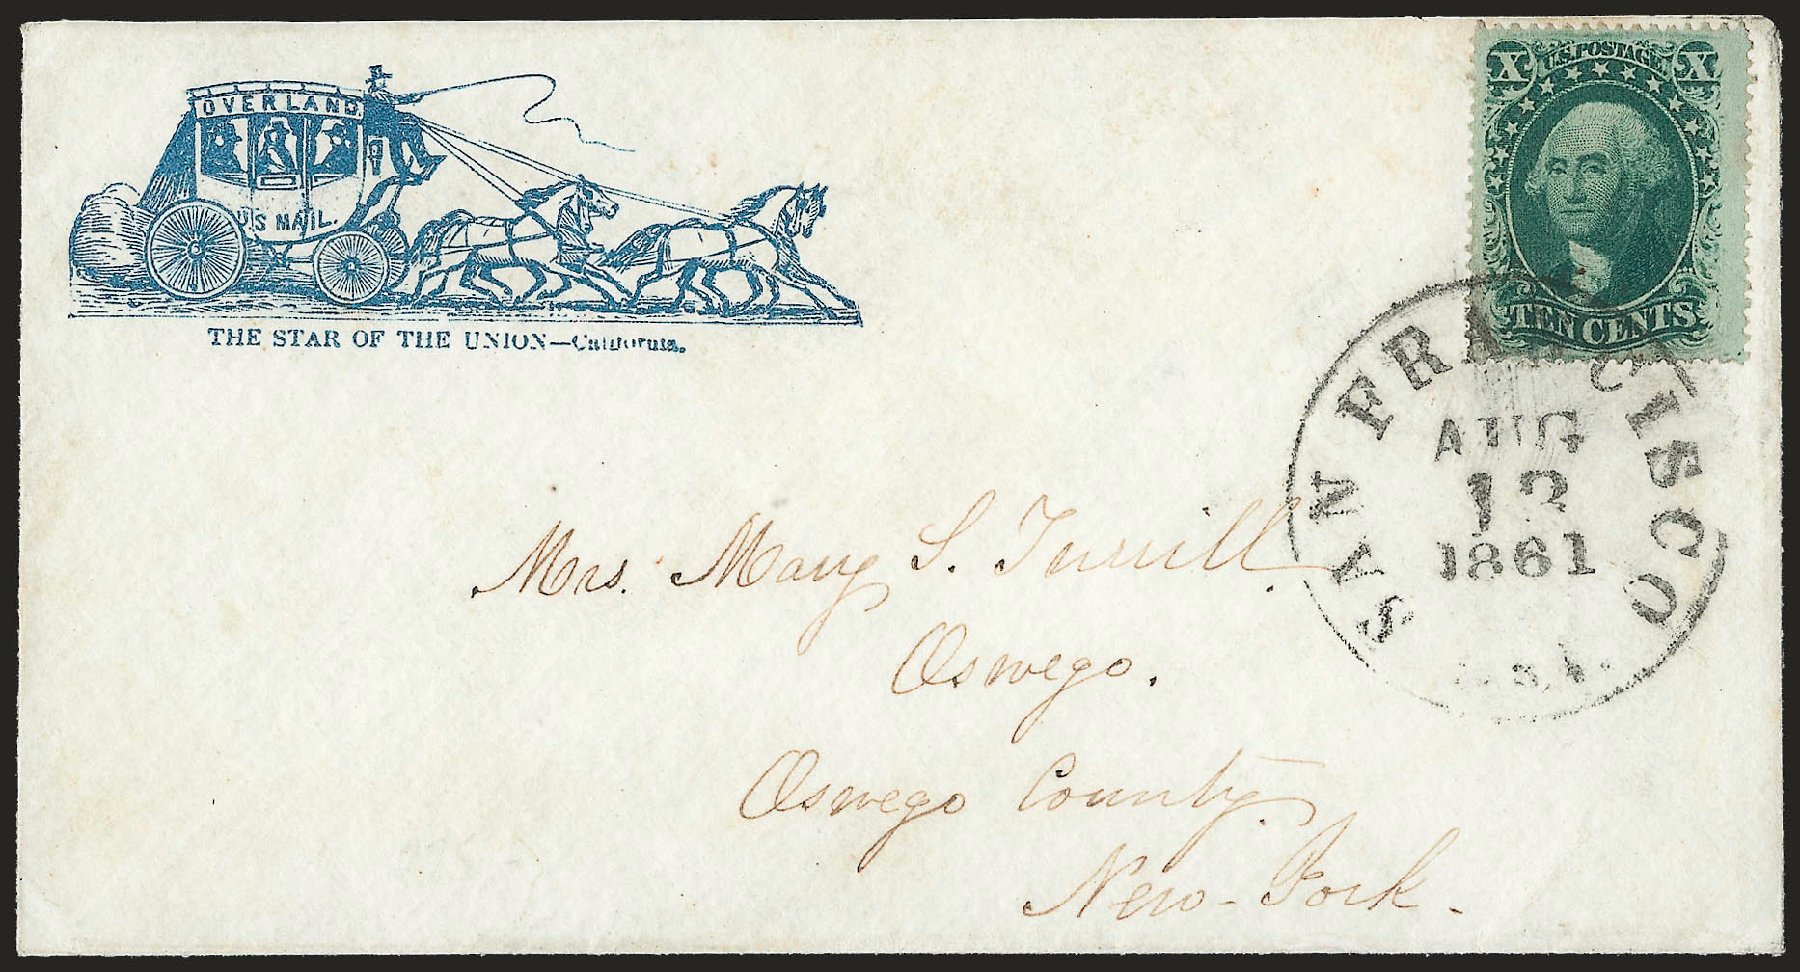 OVERLAND.
U.S MAIL.
THE STAR OF THE UNION—California.
X U.S. POSTAGE. X
TEN CENTS
SAN FRANCISCO
AUG
1861
Mrs. Mary S. Turrill.
Oswego.
Oswego County.
New-York.